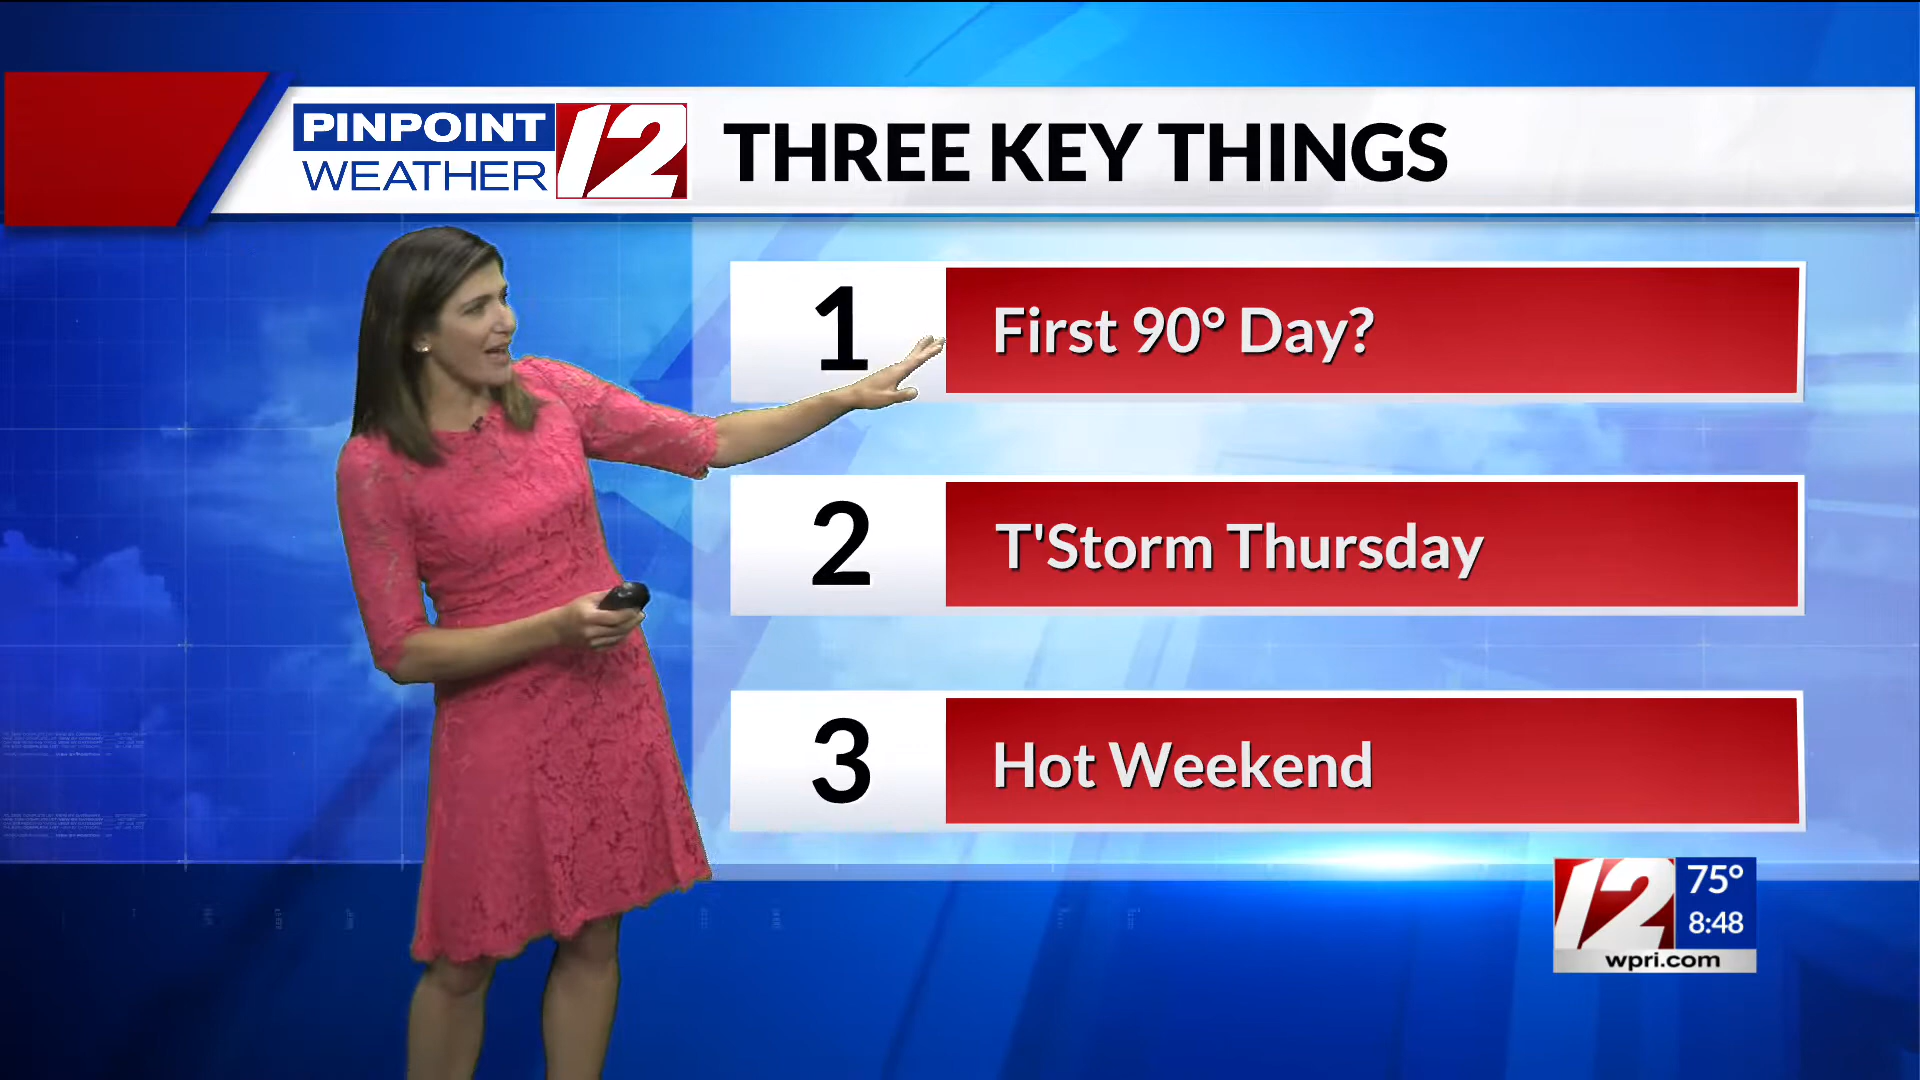 PINPOINT
WEATHER
12
THREE KEY THINGS
1
First 90° Day?
2
T'Storm Thursday
3
Hot Weekend
12
75°
8:48
wpri.com